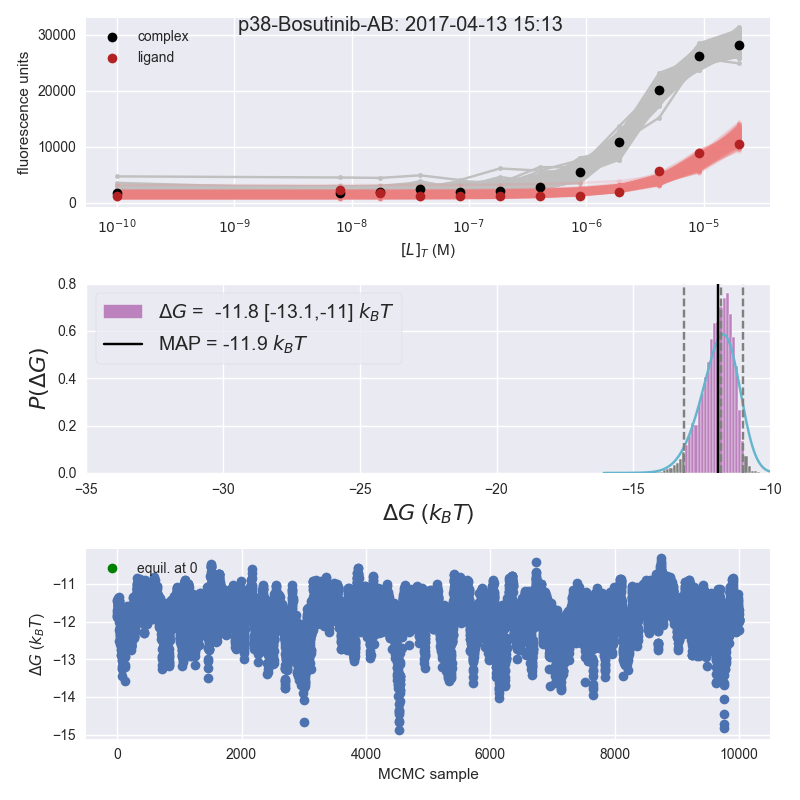 p38-Bosutinib-AB: 2017-04-13 15:13
complex
ligand
fluorescence units
30000
20000
10000
0
10⁻¹⁰ 10⁻⁹ 10⁻⁸ 10⁻⁷ 10⁻⁶ 10⁻⁵
[L]_T (M)
ΔG = -11.8 [-13.1,-11] k_BT
MAP = -11.9 k_BT
P(ΔG)
0.8
0.6
0.4
0.2
0.0
−35 −30 −25 −20 −15 −10
ΔG (k_BT)
equil. at 0
ΔG (k_BT)
−11
−12
−13
−14
−15
0 2000 4000 6000 8000 10000
MCMC sample